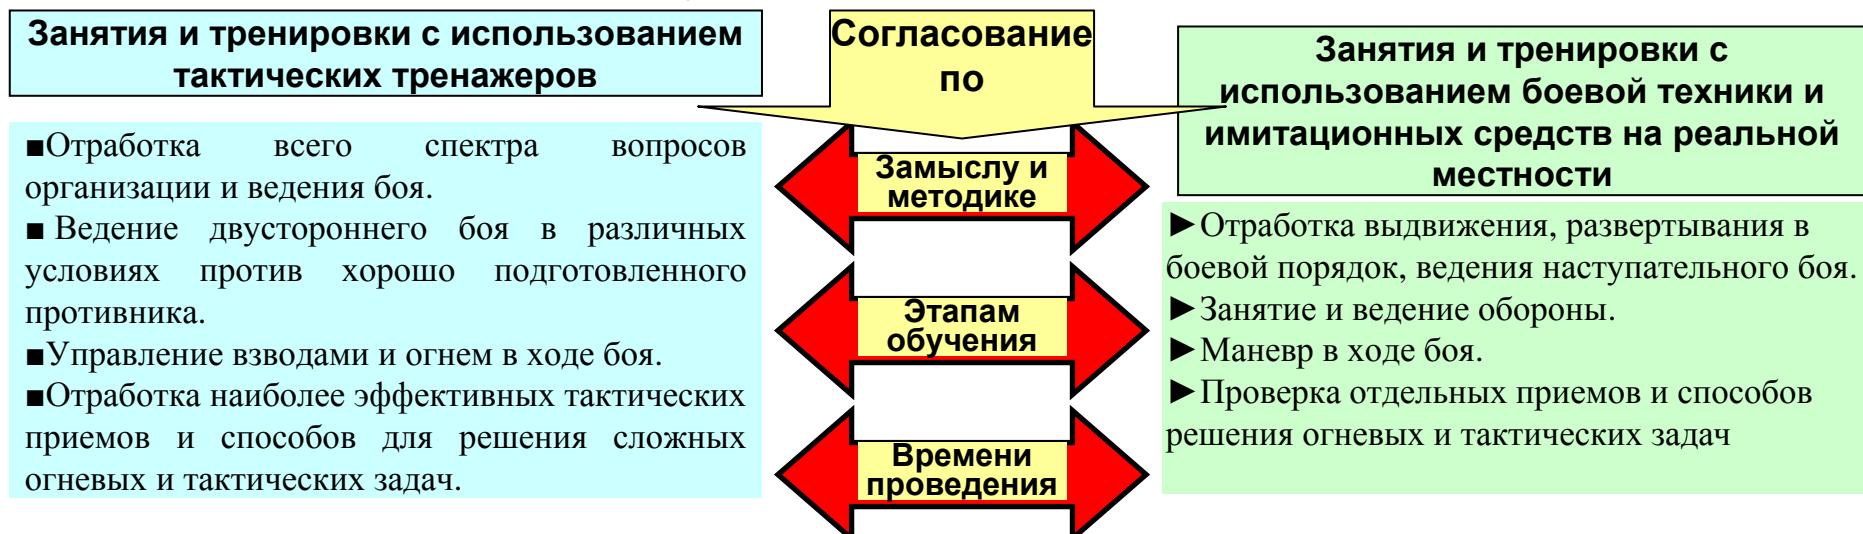 Занятия и тренировки с использованием
тактических тренажеров
■Отработка всего спектра вопросов
организации и ведения боя.
■ Ведение двустороннего боя в различных
условиях против хорошо подготовленного
противника.
■Управление взводами и огнем в ходе боя.
■Отработка наиболее эффективных тактических
приемов и способов для решения сложных
огневых и тактических задач.
Согласование
по
Замыслу и
методике
Этапам
обучения
Времени
проведения
Занятия и тренировки с
использованием боевой техники и
имитационных средств на реальной
местности
►Отработка выдвижения, развертывания в
боевой порядок, ведения наступательного боя.
►Занятие и ведение обороны.
►Маневр в ходе боя.
►Проверка отдельных приемов и способов
решения огневых и тактических задач